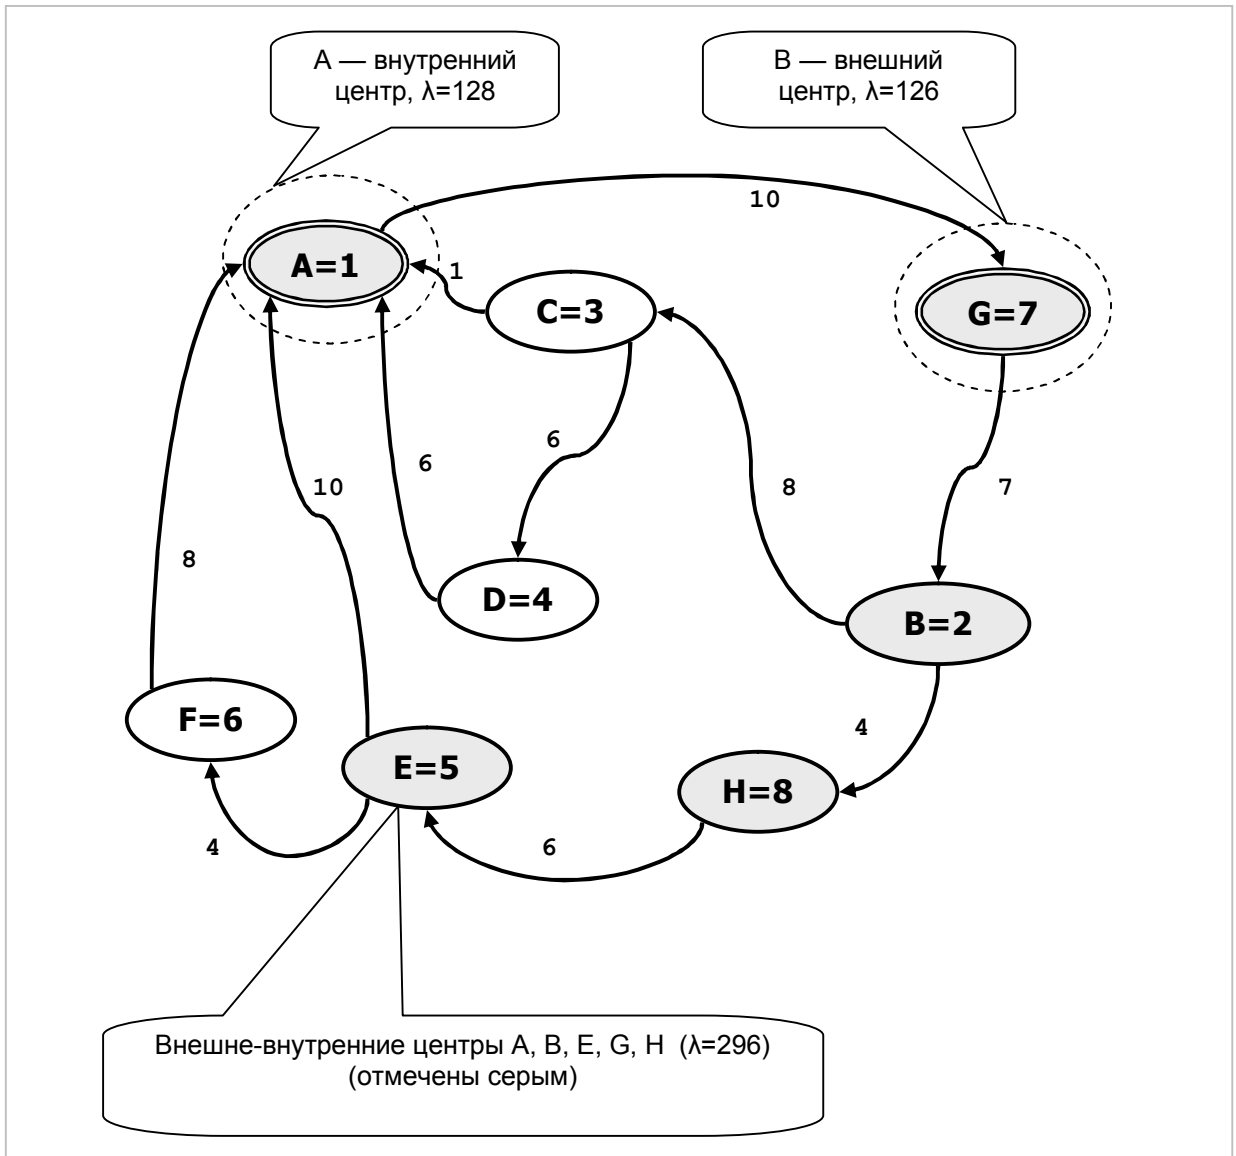 А — внутренний
центр, λ=128
В — внешний
центр, λ=126
10
A=1
1
C=3
G=7
6
6
10
8
7
8
D=4
B=2
F=6
4
E=5
H=8
4
6
Внешне-внутренние центры A, B, E, G, H (λ=296)
(отмечены серым)